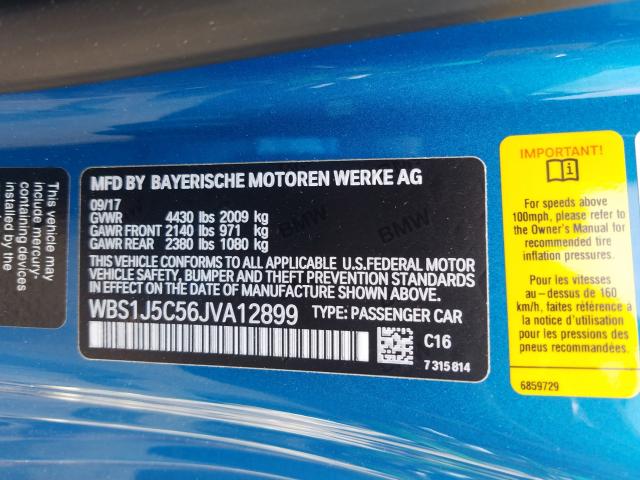 This vehicle may
include mercury-
containing devices
installed by
MFD BY BAYERISCHE MOTOREN WERKE AG
09/17
GVWR 4430 lbs 2009 kg
GAWR FRONT 2140 lbs 971 kg
GAWR REAR 2380 lbs 1080 kg
THIS VEHICLE CONFORMS TO ALL APPLICABLE U.S.FEDERAL MOTOR
VEHICLE SAFETY, BUMPER AND THEFT PREVENTION STANDARDS
IN EFFECT ON THE DATE OF MANUFACTURE SHOWN ABOVE.
WBS1J5C56JVA12899 TYPE: PASSENGER CAR
C16
7 315 814
BMW
BMW
IMPORTANT!
For speeds above
100mph, please refer to
the Owner's Manual for
tire inflation pressures.
Pour les vitesses
au-dessus de 160
km/h, faites référence
à la notice
d'utilisation pour
les pressions des
pneus recommandées.
6859729